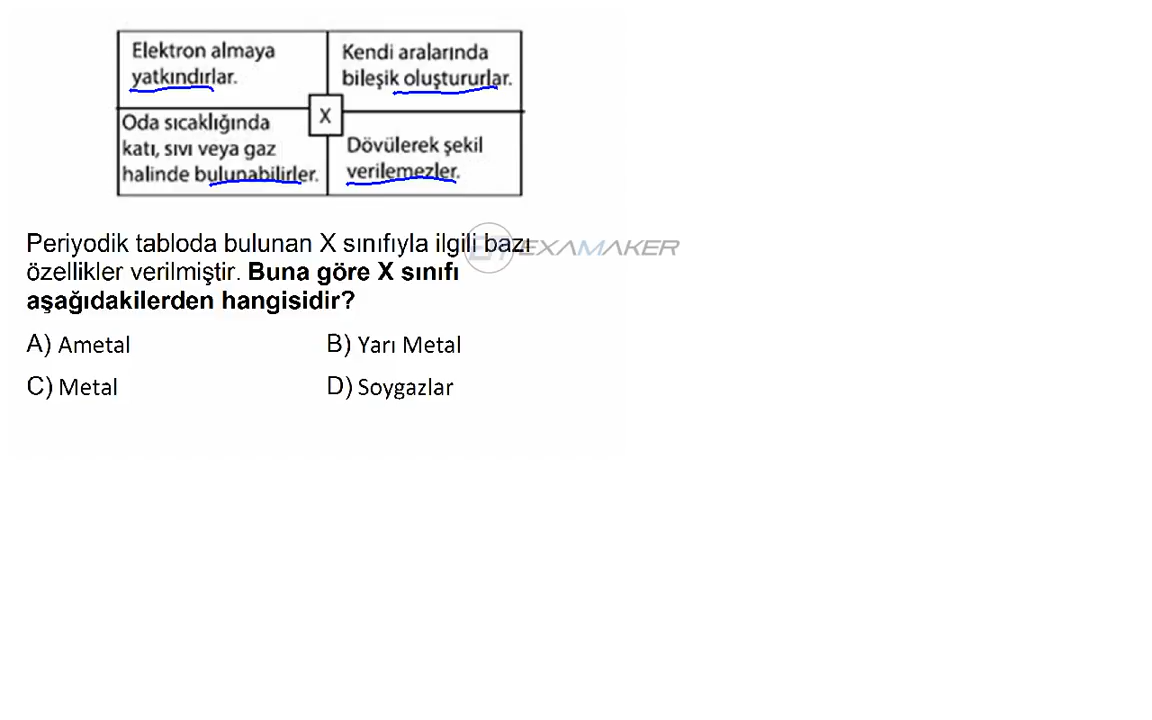 Elektron almaya
yatkındırlar.
Kendi aralarında
bileşik oluştururlar.
X
Oda sıcaklığında
katı, sıvı veya gaz
halinde bulunabilirler.
Dövülerek şekil
verilemezler.
Periyodik tabloda bulunan X sınıfıyla ilgili bazı
özellikler verilmiştir. Buna göre X sınıfı
aşağıdakilerden hangisidir?
EXAMAKER
A) Ametal
B) Yarı Metal
C) Metal
D) Soygazlar